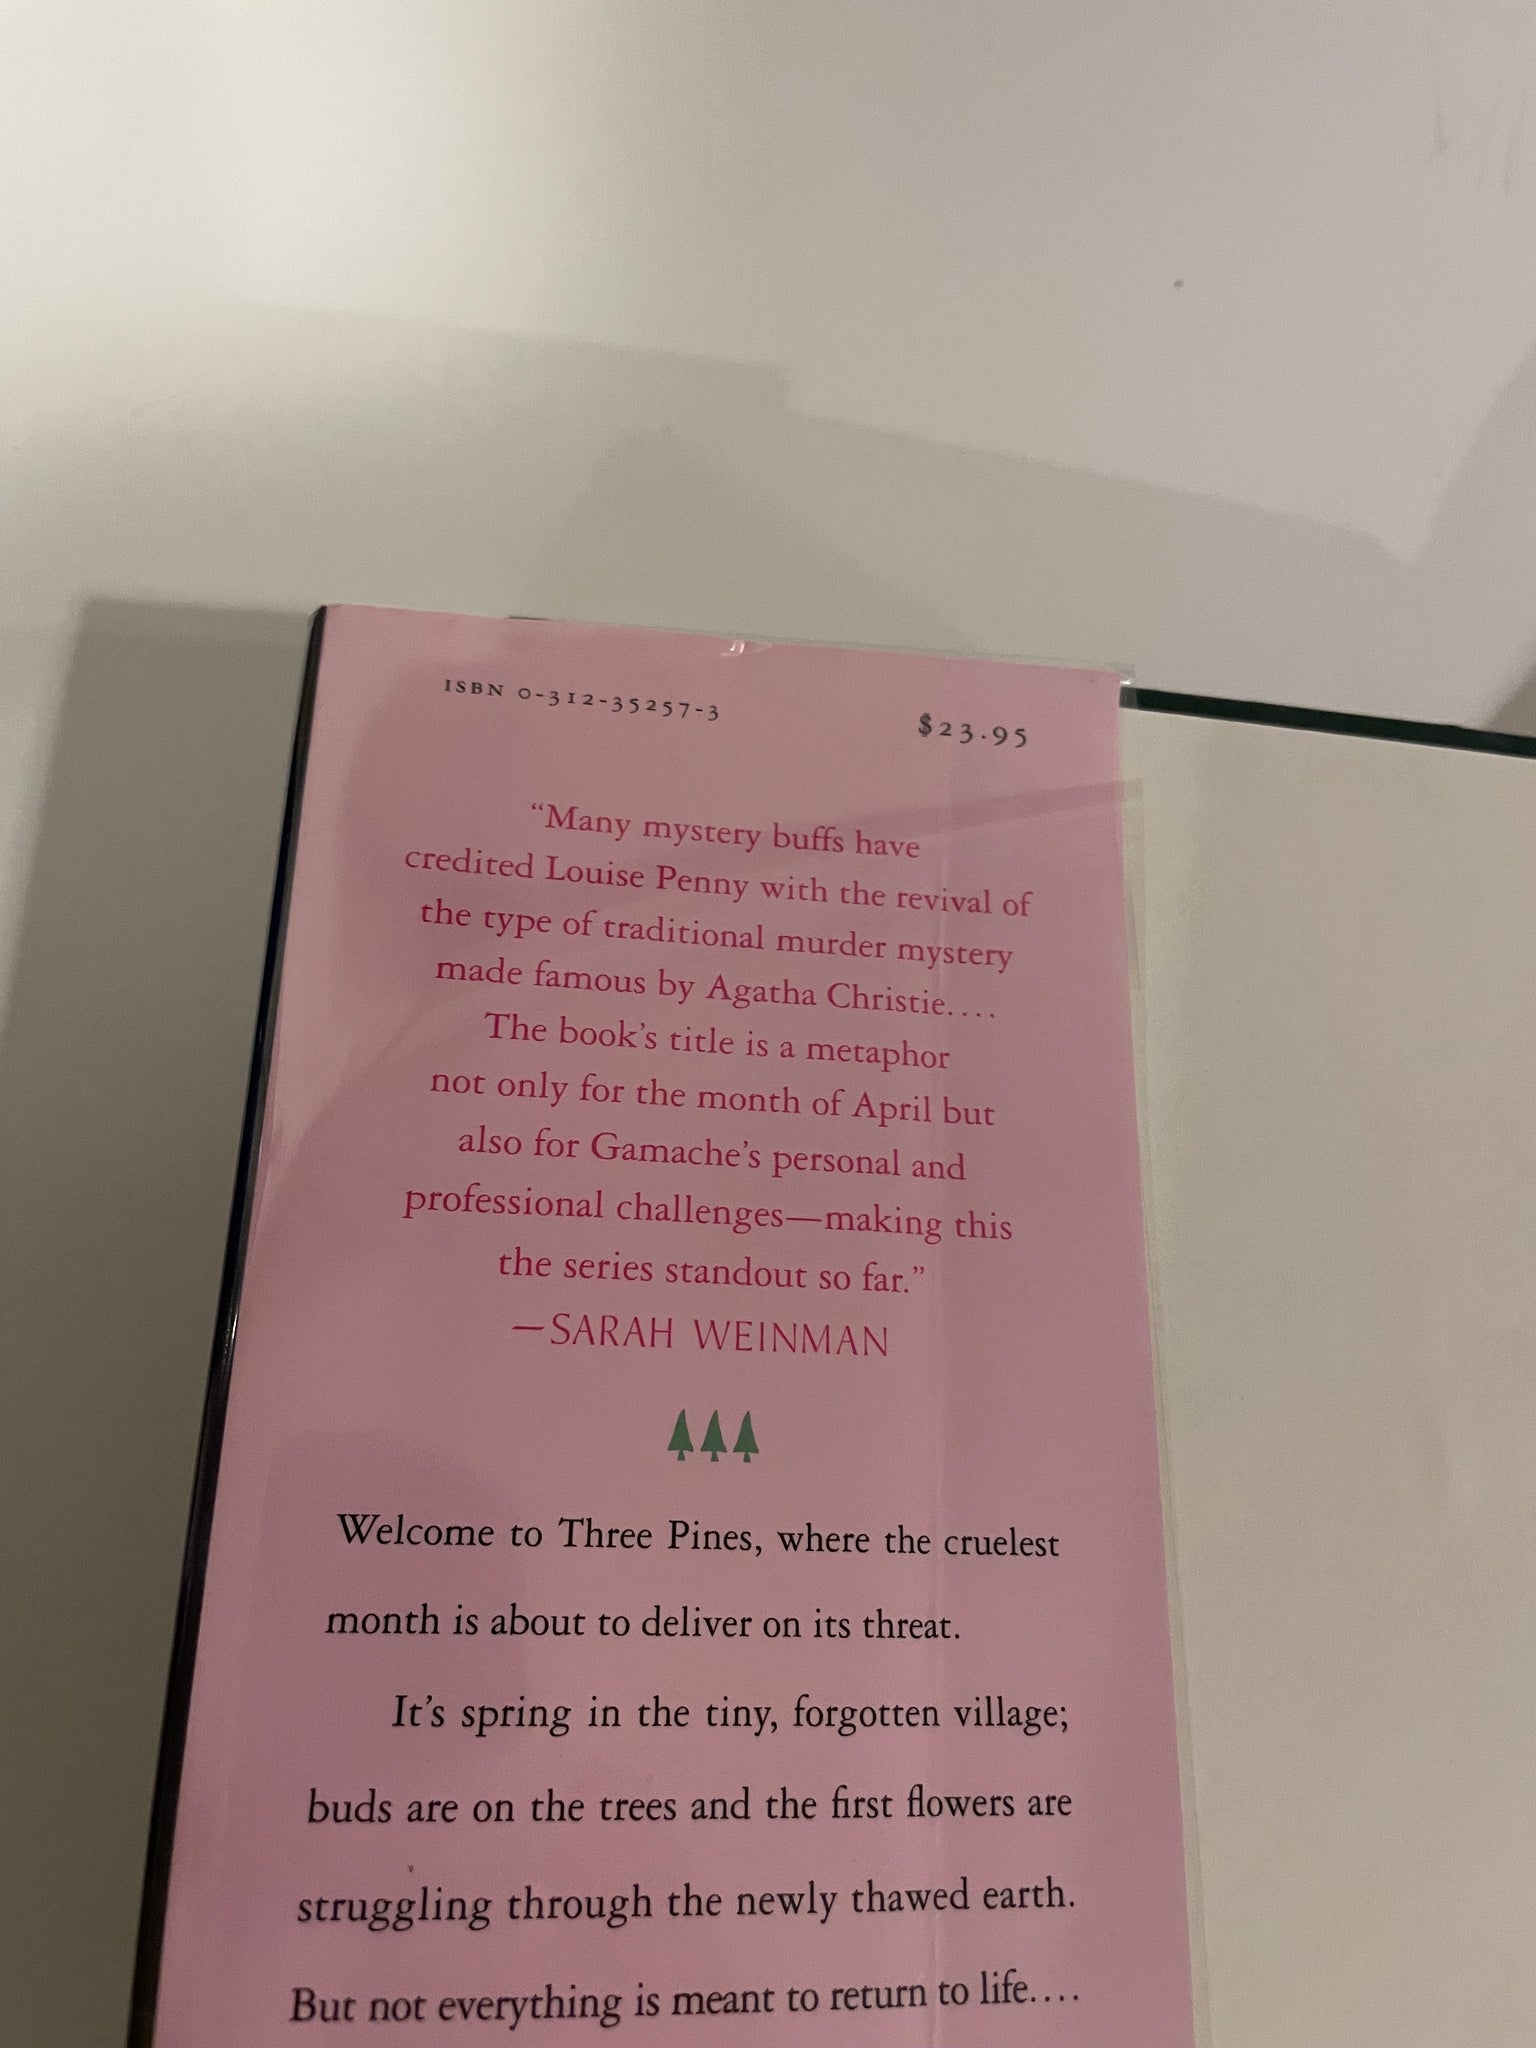 ISBN 0-312-35257-3
$23.95
“Many mystery buffs have
credited Louise Penny with the revival of
the type of traditional murder mystery
made famous by Agatha Christie....
The book’s title is a metaphor
not only for the month of April but
also for Gamache’s personal and
professional challenges—making this
the series standout so far.”
—SARAH WEINMAN
Welcome to Three Pines, where the cruelest
month is about to deliver on its threat.
It’s spring in the tiny, forgotten village;
buds are on the trees and the first flowers are
struggling through the newly thawed earth.
But not everything is meant to return to life....